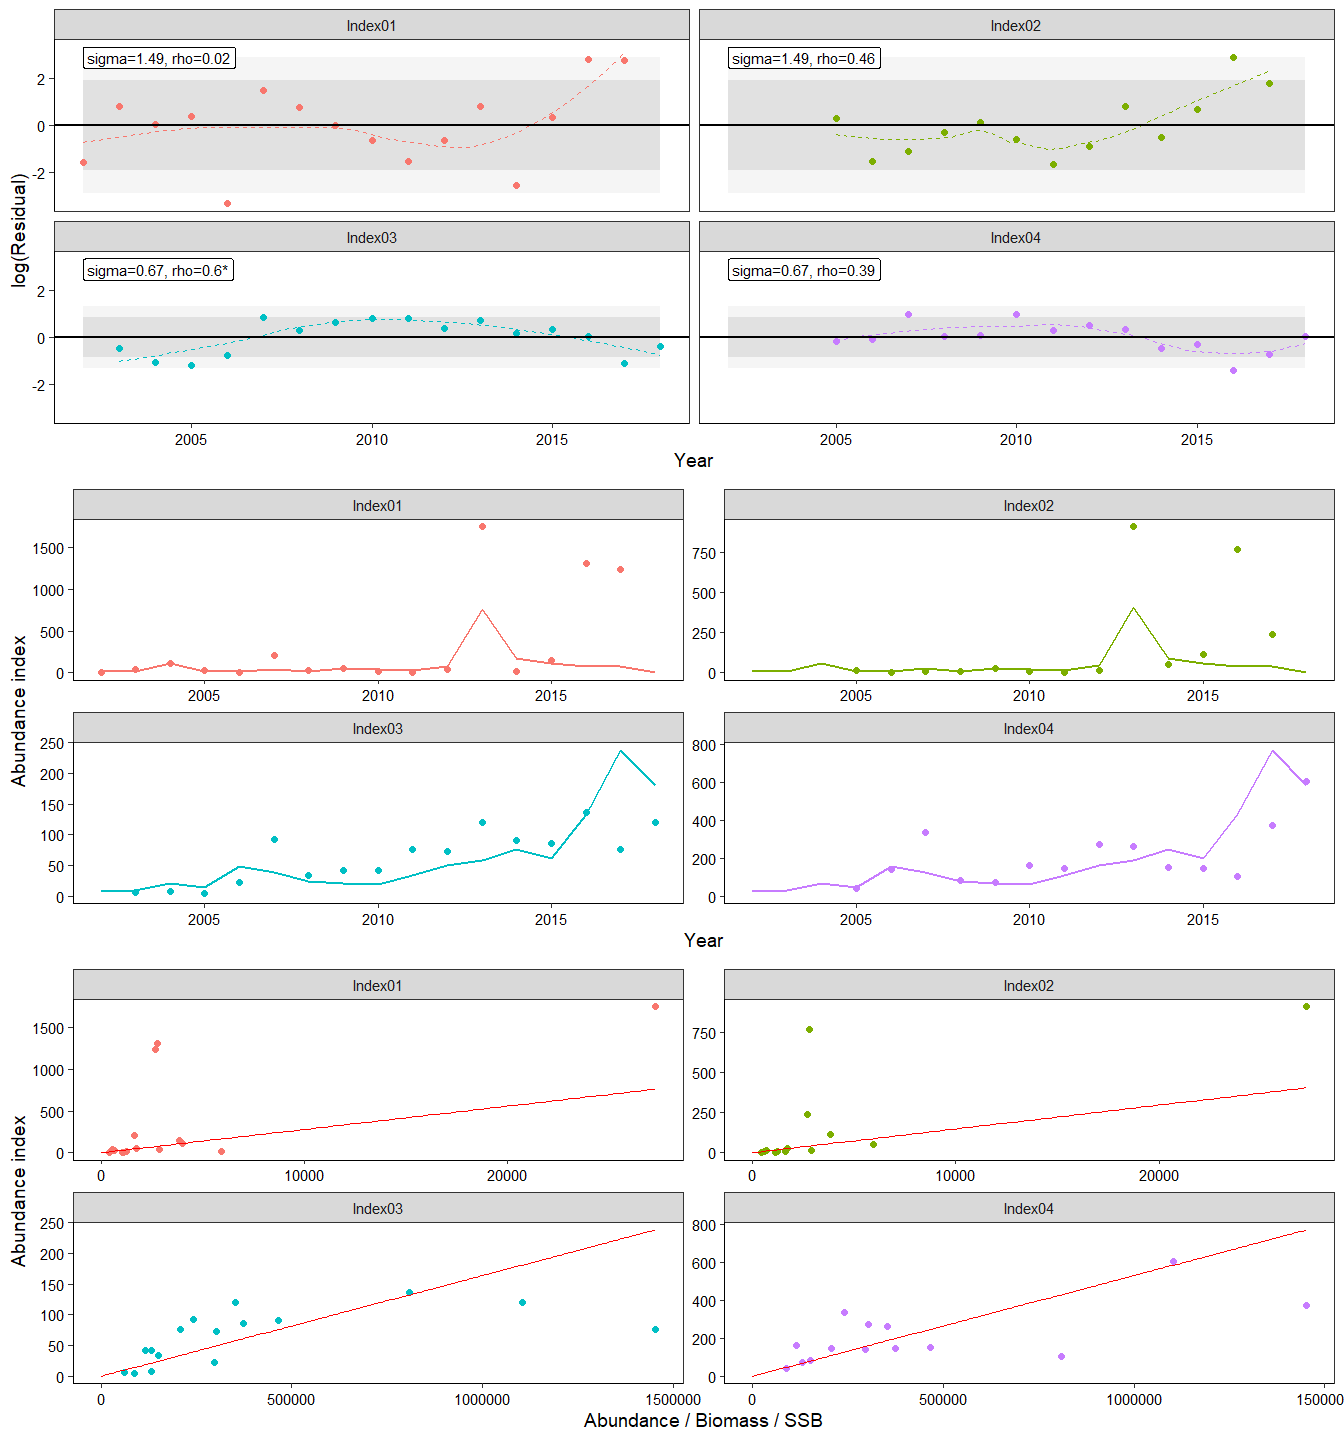 Index01 Index02
sigma=1.49, rho=0.02 sigma=1.49, rho=0.46
2
0
-2
log(Residual)
Index03 Index04
sigma=0.67, rho=0.6* sigma=0.67, rho=0.39
2
0
-2
2005 2010 2015 2005 2010 2015
Year
Index01 Index02
1500 750
1000 500
500 250
0 0
2005 2010 2015 2005 2010 2015
Abundance index
Index03 Index04
250 800
200 600
150 400
100 200
50 0
0
2005 2010 2015 2005 2010 2015
Year
Index01 Index02
1500 750
1000 500
500 250
0 0
0 10000 20000 0 10000 20000
Abundance index
Index03 Index04
250 800
200 600
150 400
100 200
50 0
0
0 500000 1000000 1500000 0 500000 1000000 1500000
Abundance / Biomass / SSB